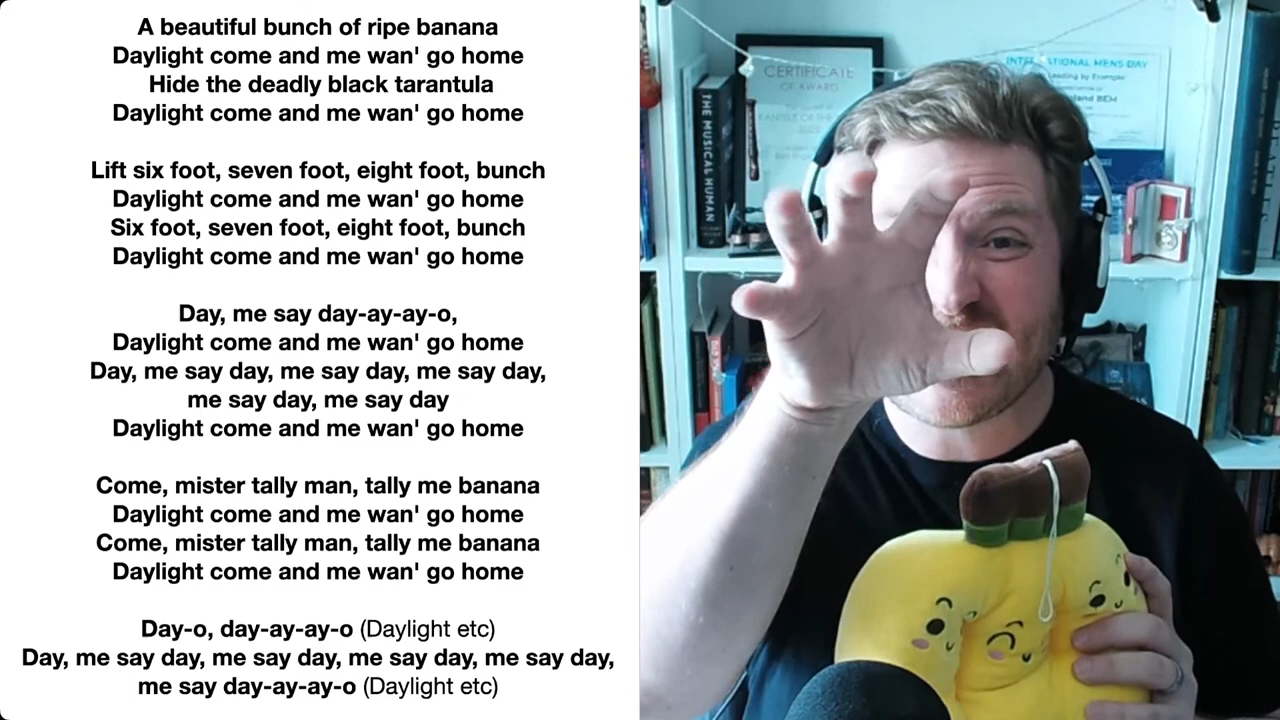 A beautiful bunch of ripe banana
Daylight come and me wan' go home
Hide the deadly black tarantula
Daylight come and me wan' go home
Lift six foot, seven foot, eight foot, bunch
Daylight come and me wan' go home
Six foot, seven foot, eight foot, bunch
Daylight come and me wan' go home
Day, me say day-ay-ay-o,
Daylight come and me wan' go home
Day, me say day, me say day, me say day,
me say day, me say day
Daylight come and me wan' go home
Come, mister tally man, tally me banana
Daylight come and me wan' go home
Come, mister tally man, tally me banana
Daylight come and me wan' go home
Day-o, day-ay-ay-o (Daylight etc)
Day, me say day, me say day, me say day, me say day,
me say day-ay-ay-o (Daylight etc)
THE MUSICAL HUMAN
CERTIFICATE
OF AWARD
INTERNATIONAL MEN'S DAY
Leading by Example